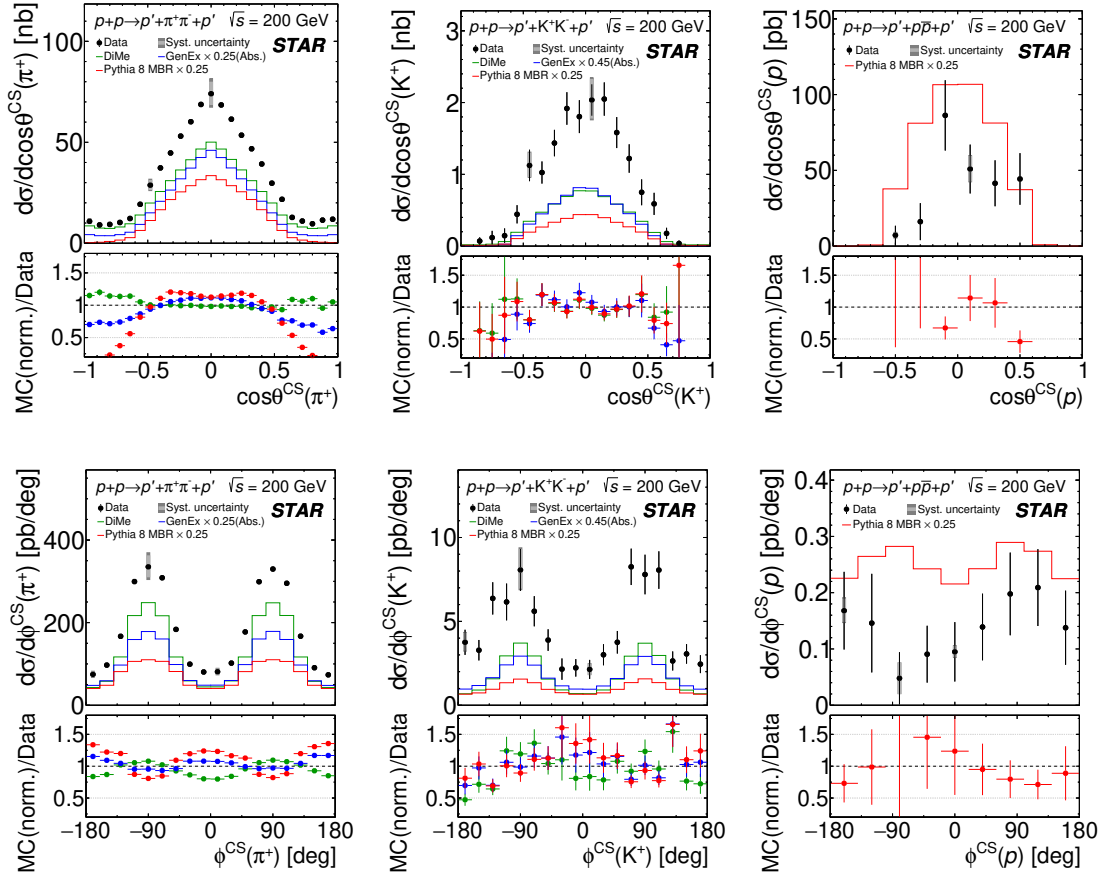 p+p→p′+π⁺π⁻+p′ √s = 200 GeV
Data Syst. uncertainty
DiMe GenEx × 0.25(Abs.) STAR
Pythia 8 MBR × 0.25
dσ/dcosθ^CS(π⁺) [nb]
100
50
0
MC(norm.)/Data
1.5
1
0.5
−1 −0.5 0 0.5 1
cosθ^CS(π⁺)
p+p→p′+K⁺K⁻+p′ √s = 200 GeV
Data Syst. uncertainty
DiMe GenEx × 0.45(Abs.) STAR
Pythia 8 MBR × 0.25
dσ/dcosθ^CS(K⁺) [nb]
3
2
1
0
MC(norm.)/Data
1.5
1
0.5
−1 −0.5 0 0.5 1
cosθ^CS(K⁺)
p+p→p′+pp̅+p′ √s = 200 GeV
Data Syst. uncertainty
Pythia 8 MBR × 0.25 STAR
dσ/dcosθ^CS(p) [pb]
150
100
50
0
MC(norm.)/Data
1.5
1
0.5
−1 −0.5 0 0.5 1
cosθ^CS(p)
p+p→p′+π⁺π⁻+p′ √s = 200 GeV
Data Syst. uncertainty
DiMe GenEx × 0.25(Abs.)
Pythia 8 MBR × 0.25 STAR
dσ/dϕ^CS(π⁺) [pb/deg]
400
200
0
MC(norm.)/Data
1.5
1
0.5
−180 −90 0 90 180
ϕ^CS(π⁺) [deg]
p+p→p′+K⁺K⁻+p′ √s = 200 GeV
Data Syst. uncertainty
DiMe GenEx × 0.45(Abs.)
Pythia 8 MBR × 0.25 STAR
dσ/dϕ^CS(K⁺) [pb/deg]
10
5
0
MC(norm.)/Data
1.5
1
0.5
−180 −90 0 90 180
ϕ^CS(K⁺) [deg]
p+p→p′+pp̅+p′ √s = 200 GeV
Data Syst. uncertainty
Pythia 8 MBR × 0.25 STAR
dσ/dϕ^CS(p) [pb/deg]
0.4
0.2
0
MC(norm.)/Data
1.5
1
0.5
−180 −90 0 90 180
ϕ^CS(p) [deg]